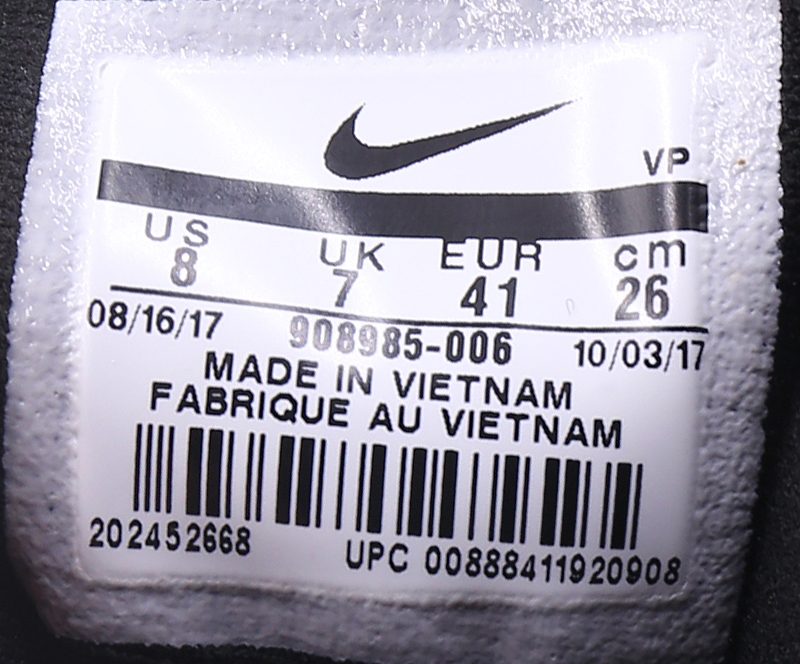 VP
US UK EUR cm
8 7 41 26
08/16/17 908985-006 10/03/17
MADE IN VIETNAM
FABRIQUE AU VIETNAM
202452668 UPC 00888411920908